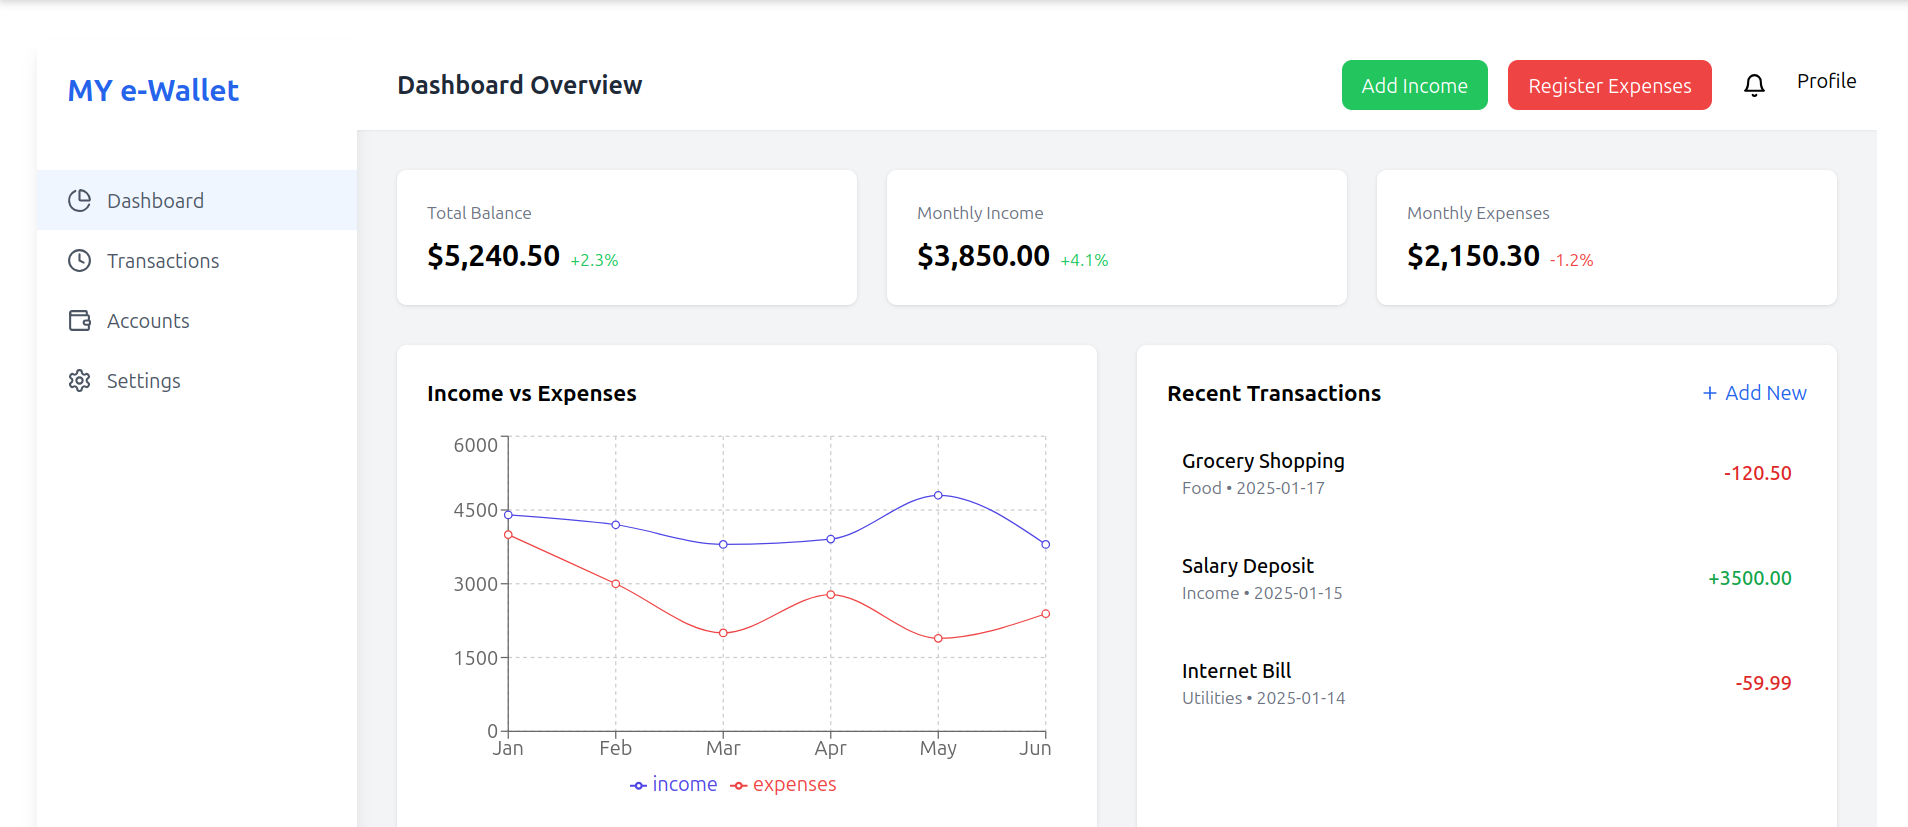 MY e-Wallet
Dashboard Overview
Add Income
Register Expenses
Profile
Dashboard
Transactions
Accounts
Settings
Total Balance
$5,240.50 +2.3%
Monthly Income
$3,850.00 +4.1%
Monthly Expenses
$2,150.30 -1.2%
Income vs Expenses
6000
4500
3000
1500
0
Jan Feb Mar Apr May Jun
income expenses
Recent Transactions
+ Add New
Grocery Shopping
Food • 2025-01-17
-120.50
Salary Deposit
Income • 2025-01-15
+3500.00
Internet Bill
Utilities • 2025-01-14
-59.99